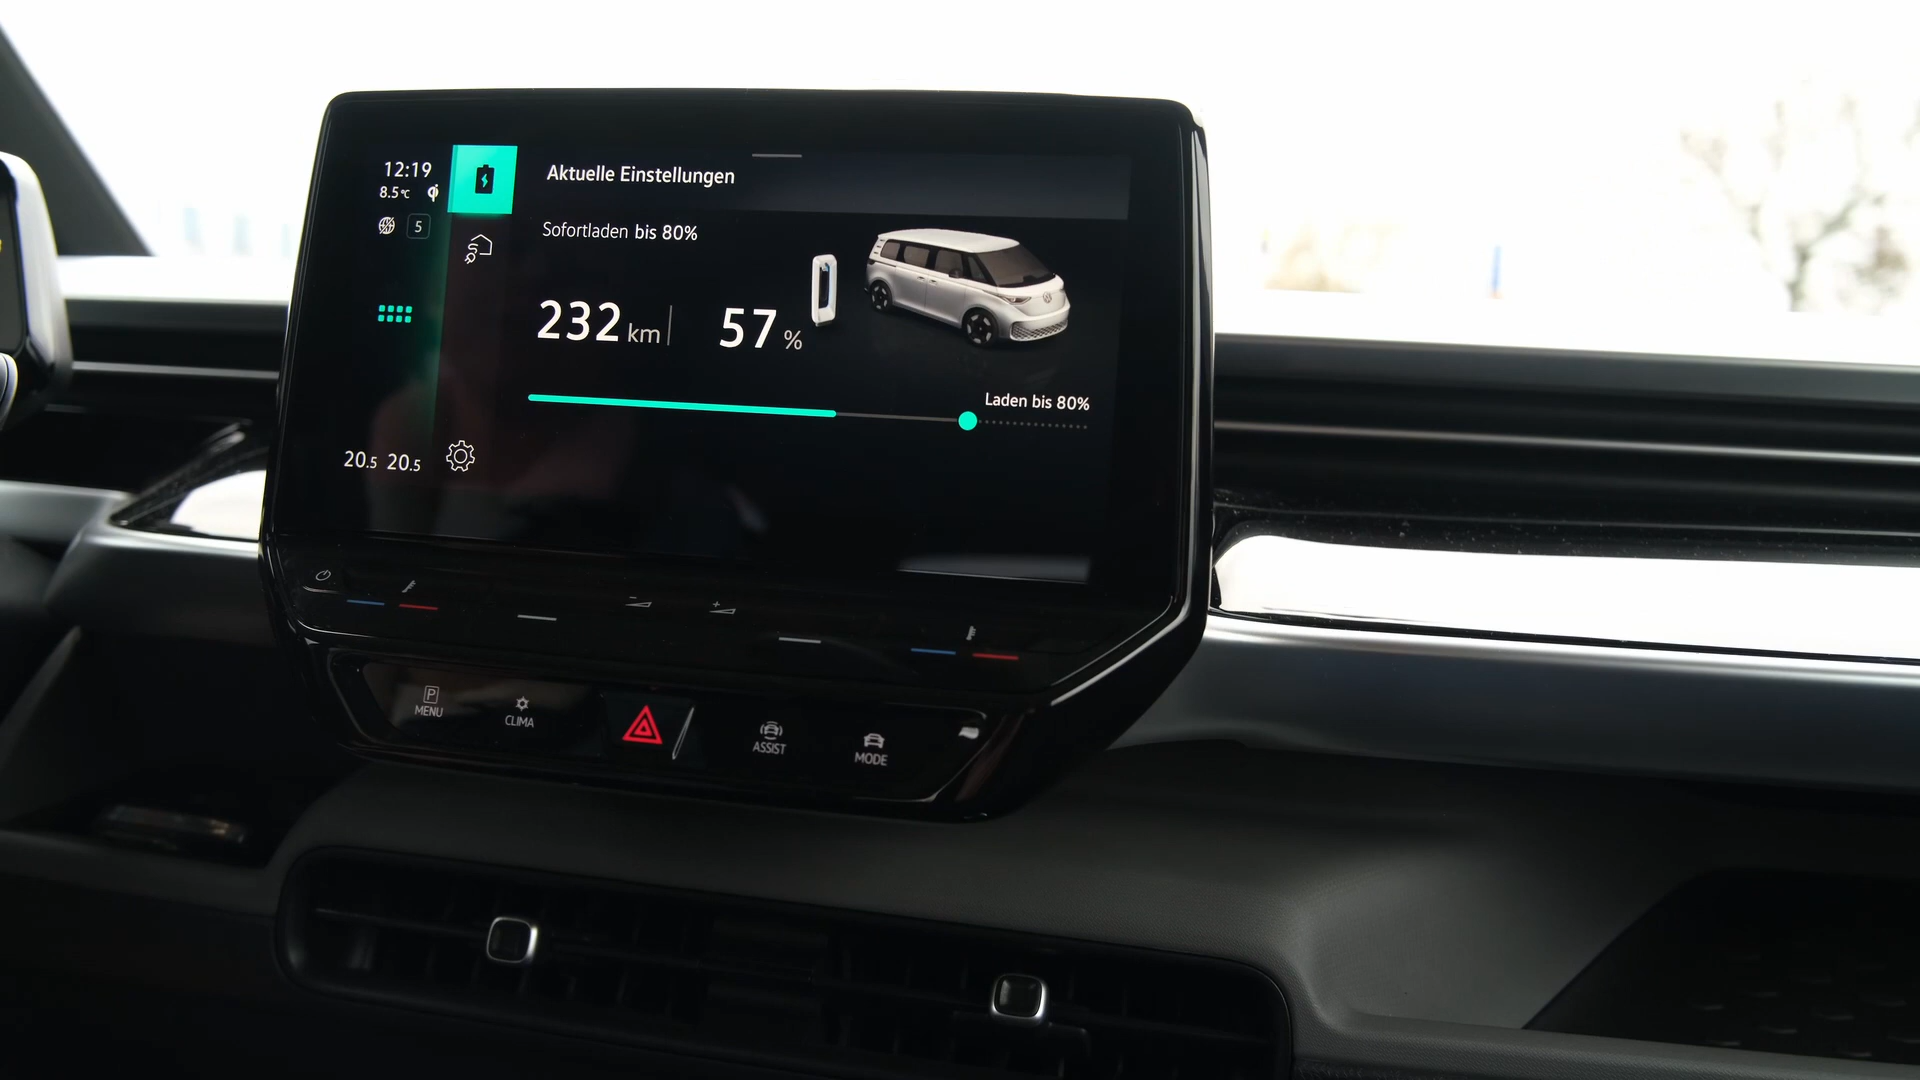 12:19
8.5°C
5
Aktuelle Einstellungen
Sofortladen bis 80%
232 km
57 %
Laden bis 80%
20.5 20.5
P
MENU
CLIMA
ASSIST
MODE